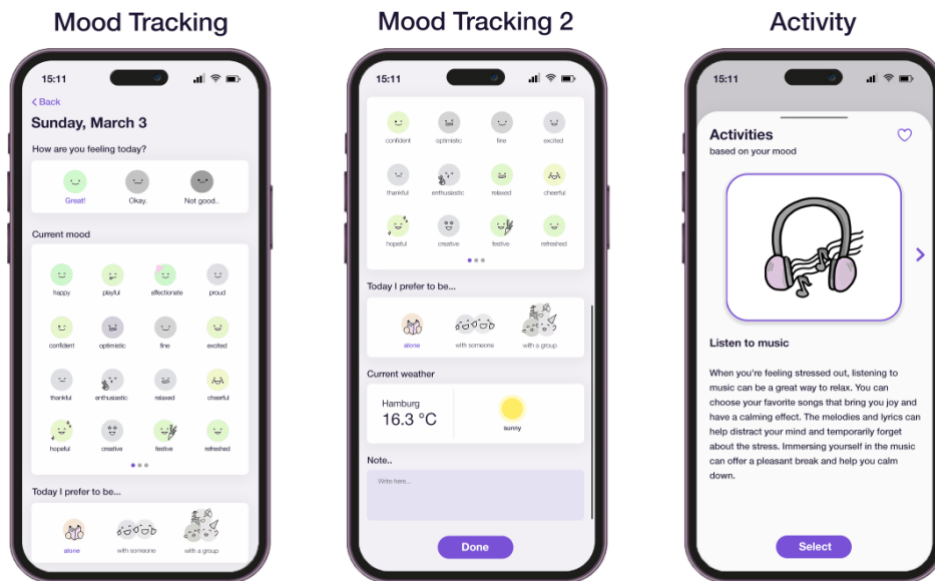 Mood Tracking
15:11
Back
Sunday, March 3
How are you feeling today?
Great!
Okay.
Not good..
Current mood
happy
playful
affectionate
proud
confident
optimistic
fine
excited
thankful
enthusiastic
relaxed
cheerful
hopeful
creative
festive
refreshed
Today I prefer to be...
alone
with someone
with a group
Mood Tracking 2
15:11
confident
optimistic
fine
excited
thankful
enthusiastic
relaxed
cheerful
hopeful
creative
festive
refreshed
Today I prefer to be...
alone
with someone
with a group
Current weather
Hamburg
16.3 °C
sunny
Note..
Write here...
Done
Activity
15:11
Activities
based on your mood
Listen to music
When you're feeling stressed out, listening to
music can be a great way to relax. You can
choose your favorite songs that bring you joy and
have a calming effect. The melodies and lyrics can
help distract your mind and temporarily forget
about the stress. Immersing yourself in the music
can offer a pleasant break and help you calm
down.
Select